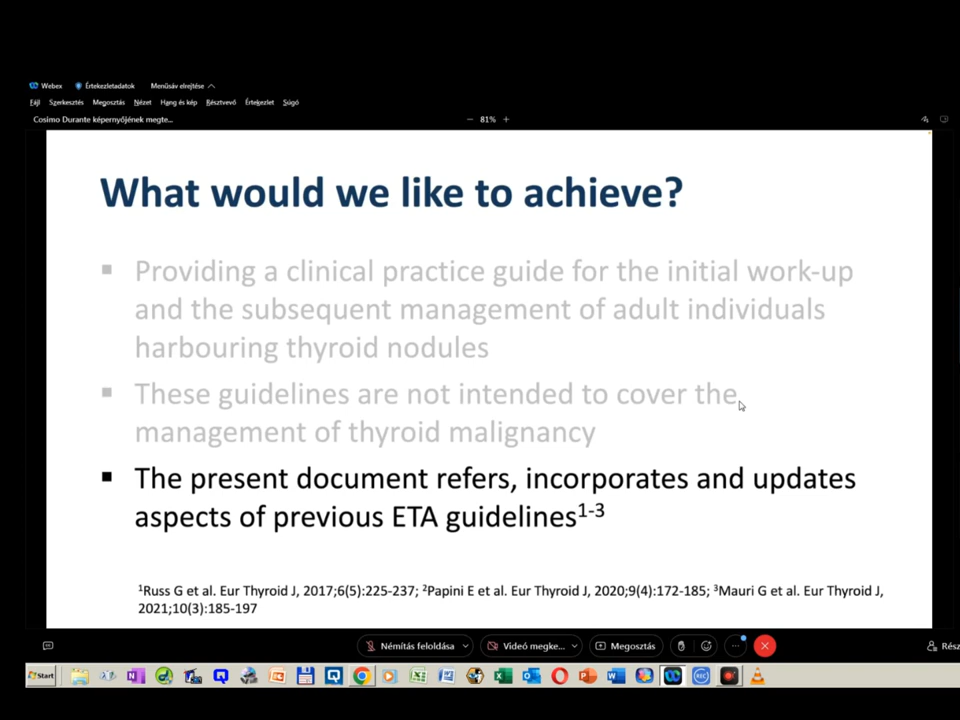 Webex Értekezletadatok Menüsáv elrejtése
Fájl Szerkesztés Megosztás Nézet Hang és kép Résztvevő Értekezlet Súgó
Cosimo Durante képernyőjének megte... − 81% +
What would we like to achieve?
▪ Providing a clinical practice guide for the initial work-up
and the subsequent management of adult individuals
harbouring thyroid nodules
▪ These guidelines are not intended to cover the
management of thyroid malignancy
▪ The present document refers, incorporates and updates
aspects of previous ETA guidelines1-3
1Russ G et al. Eur Thyroid J, 2017;6(5):225-237; 2Papini E et al. Eur Thyroid J, 2020;9(4):172-185; 3Mauri G et al. Eur Thyroid J,
2021;10(3):185-197
Némítás feloldása Videó megke... Megosztás ... Rész
Start REC